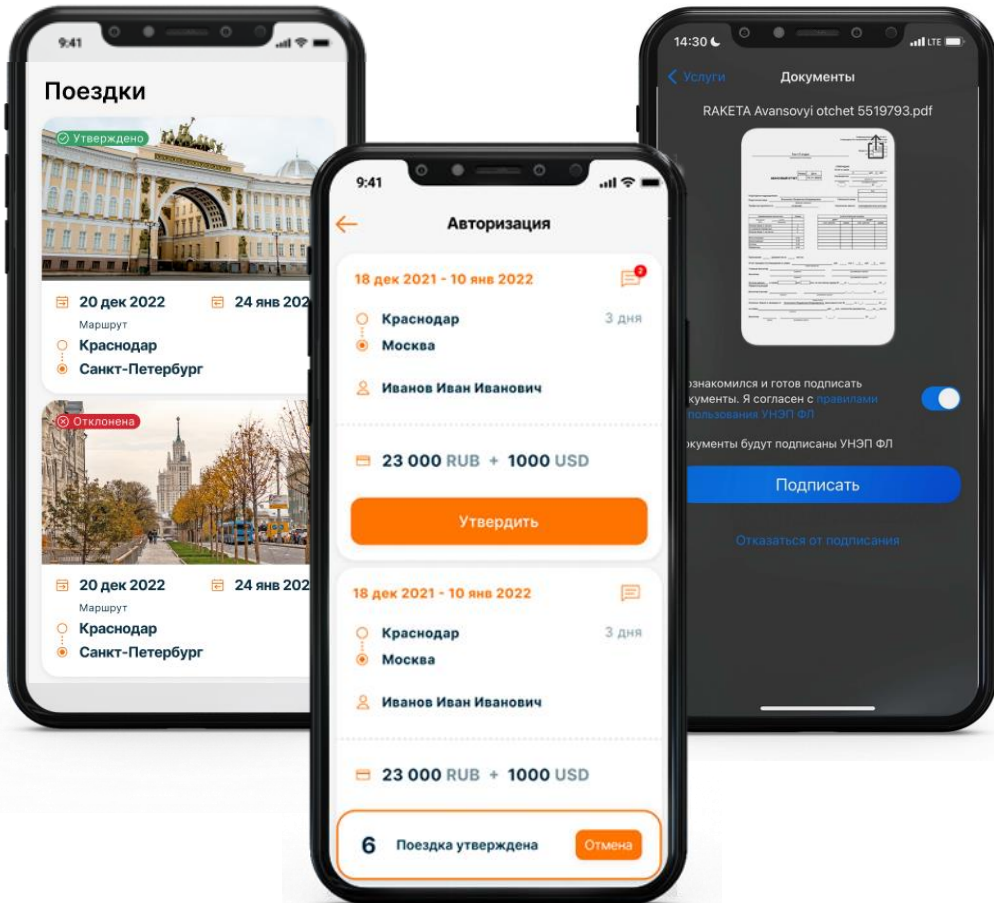 9:41
Поездки
Утверждено
20 дек 2022
24 янв 202
Маршрут
Краснодар
Санкт-Петербург
Отклонена
20 дек 2022
24 янв 202
Маршрут
Краснодар
Санкт-Петербург
9:41
Авторизация
18 дек 2021 - 10 янв 2022
2
Краснодар
3 дня
Москва
Иванов Иван Иванович
23 000 RUB + 1000 USD
Утвердить
18 дек 2021 - 10 янв 2022
Краснодар
3 дня
Москва
Иванов Иван Иванович
23 000 RUB + 1000 USD
6
Поездка утверждена
Отмена
14:30
LTE
Услуги
Документы
RAKETA Avansovyi otchet 5519793.pdf
АВАНСОВЫЙ ОТЧЕТ
ознакомился и готов подписать
кументы. Я согласен с правилами
пользования УНЭП ФЛ
окументы будут подписаны УНЭП ФЛ
Подписать
Отказаться от подписания